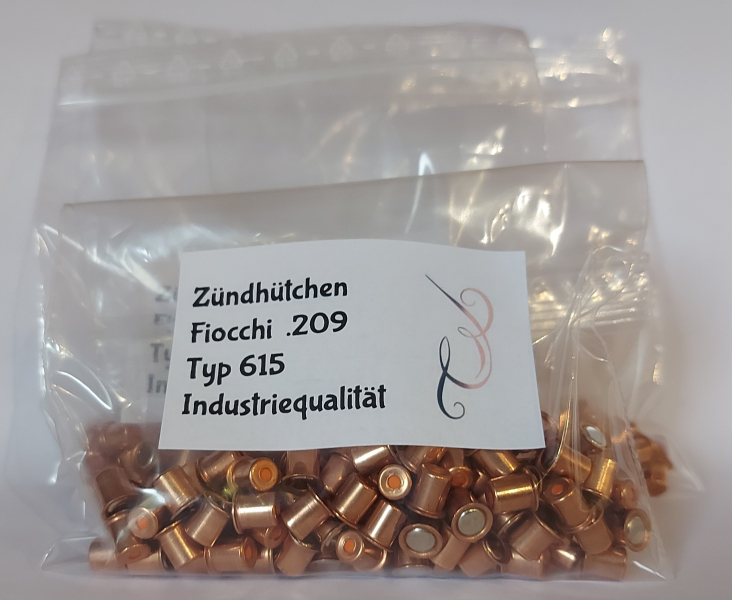 Zündhütchen
Fiocchi .209
Typ 615
Industriequalität